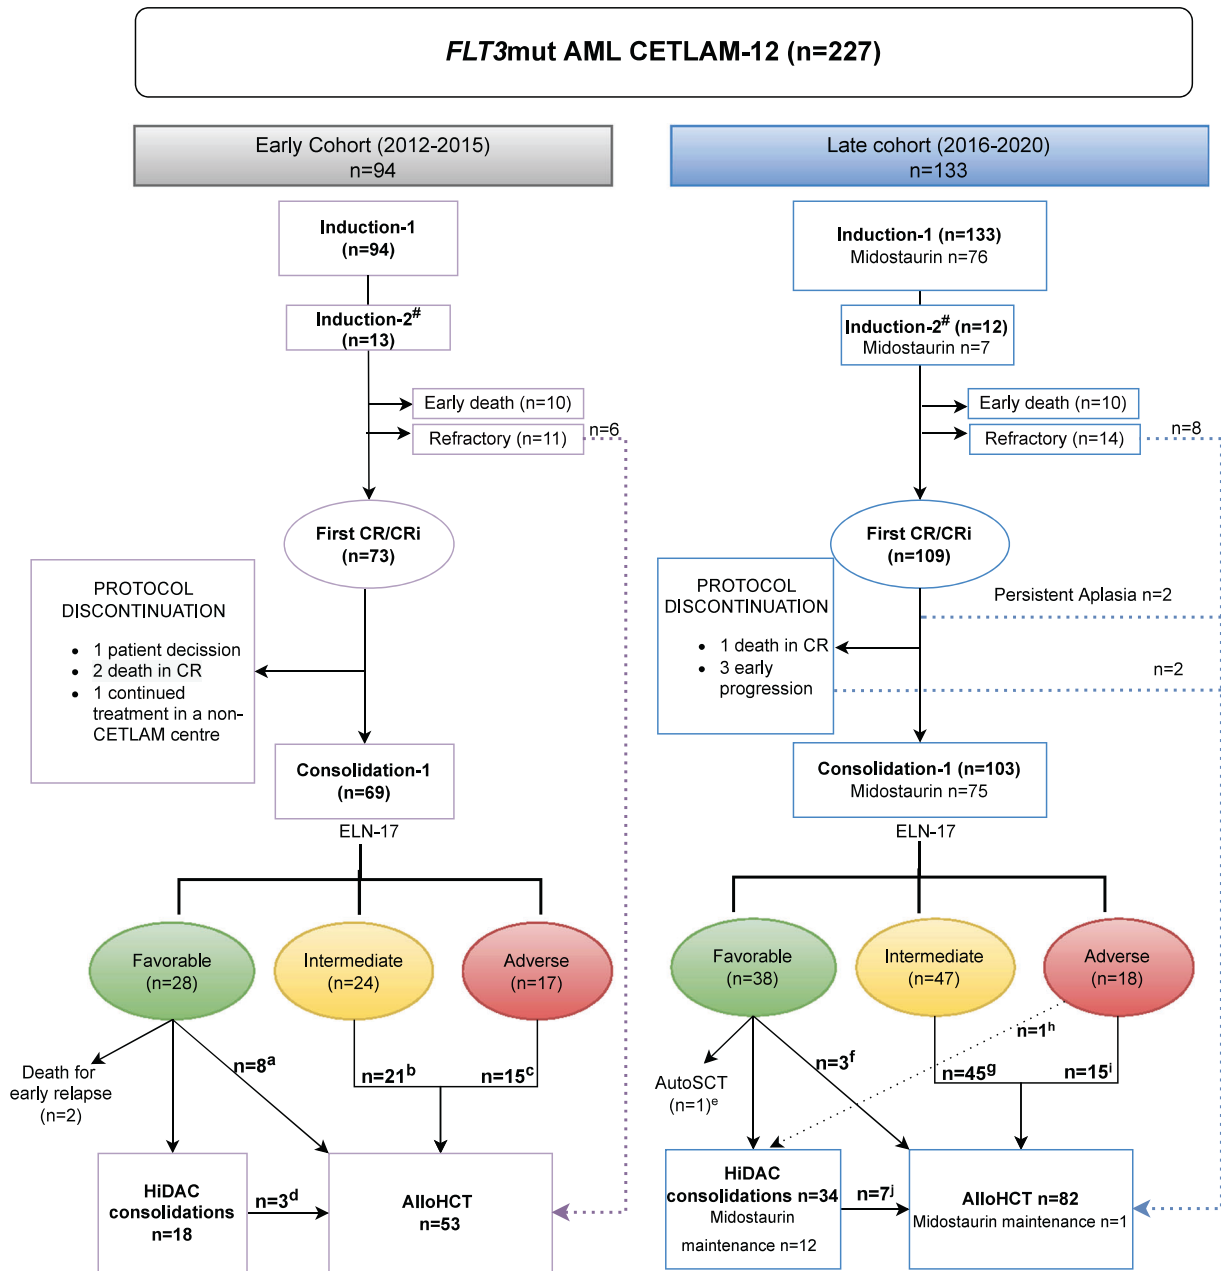 FLT3mut AML CETLAM-12 (n=227)
Early Cohort (2012-2015)
n=94
Induction-1
(n=94)
Induction-2#
(n=13)
Early death (n=10)
Refractory (n=11)
n=6
First CR/CRi
(n=73)
PROTOCOL
DISCONTINUATION
• 1 patient decission
• 2 death in CR
• 1 continued
treatment in a non-
CETLAM centre
Consolidation-1
(n=69)
ELN-17
Favorable
(n=28)
Intermediate
(n=24)
Adverse
(n=17)
Death for
early relapse
(n=2)
n=8a
n=21b
n=15c
HiDAC
consolidations
n=18
n=3d
AlloHCT
n=53
Late cohort (2016-2020)
n=133
Induction-1 (n=133)
Midostaurin n=76
Induction-2# (n=12)
Midostaurin n=7
Early death (n=10)
Refractory (n=14)
n=8
First CR/CRi
(n=109)
PROTOCOL
DISCONTINUATION
• 1 death in CR
• 3 early
progression
Persistent Aplasia n=2
n=2
Consolidation-1 (n=103)
Midostaurin n=75
ELN-17
Favorable
(n=38)
Intermediate
(n=47)
Adverse
(n=18)
AutoSCT
(n=1)e
n=3f
n=45g
n=1h
n=15i
HiDAC
consolidations n=34
Midostaurin
maintenance n=12
n=7j
AlloHCT n=82
Midostaurin maintenance n=1